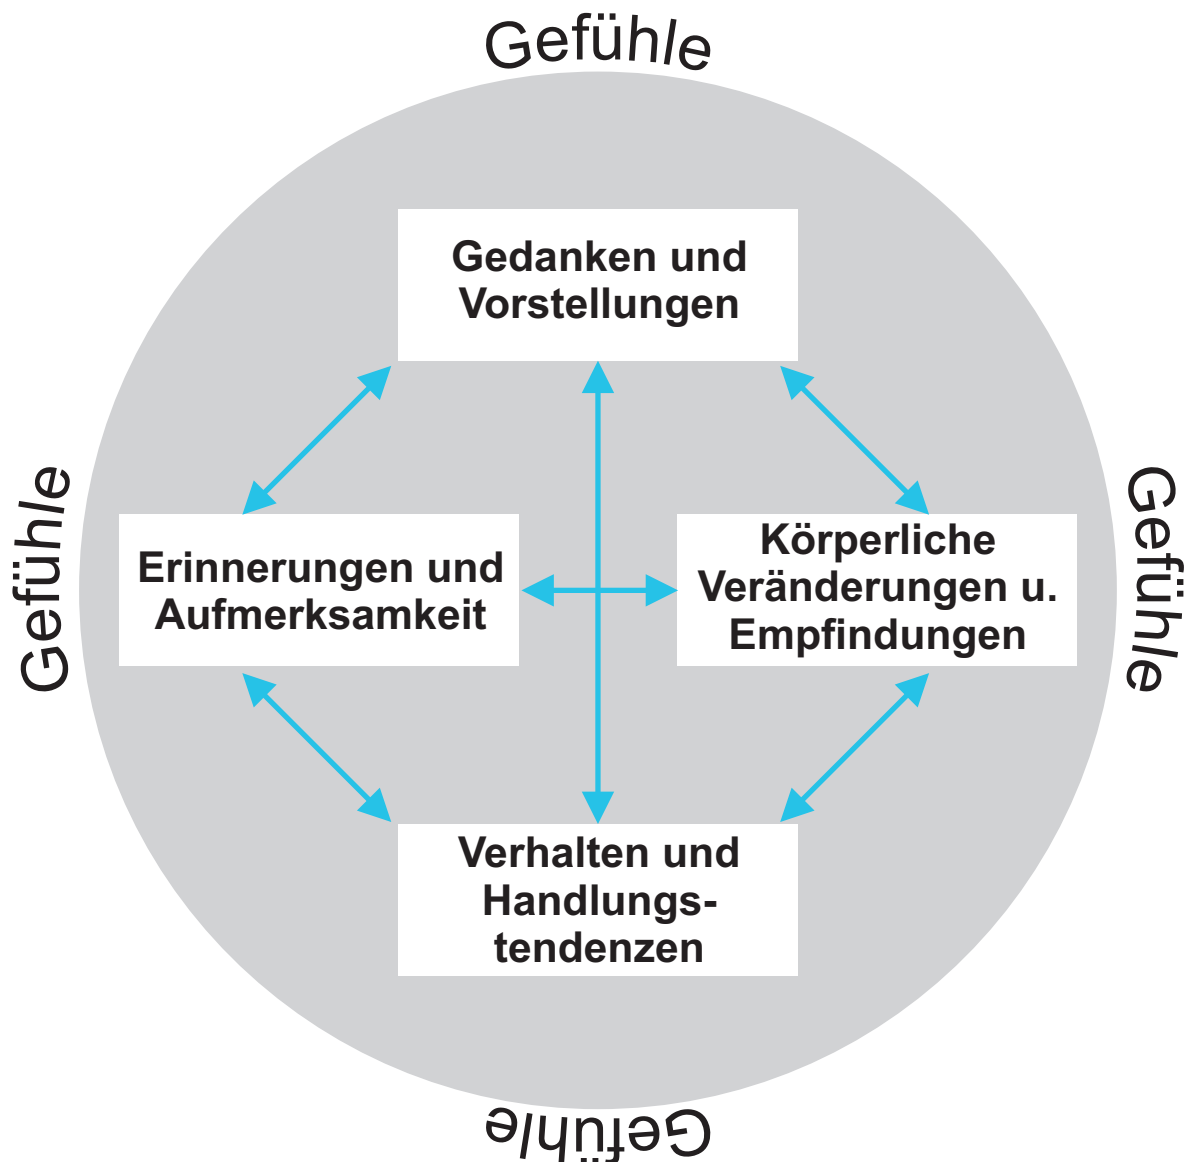 Gefühle
Gedanken und
Vorstellungen
Gefühle
Erinnerungen und
Aufmerksamkeit
Körperliche
Veränderungen u.
Empfindungen
Gefühle
Verhalten und
Handlungs-
tendenzen
Gefühle